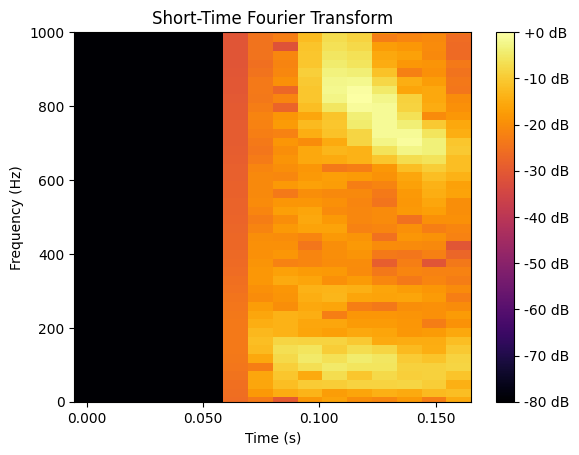 Short-Time Fourier Transform
1000
800
600
400
200
0
Frequency (Hz)
0.000
0.050
0.100
0.150
Time (s)
+0 dB
-10 dB
-20 dB
-30 dB
-40 dB
-50 dB
-60 dB
-70 dB
-80 dB